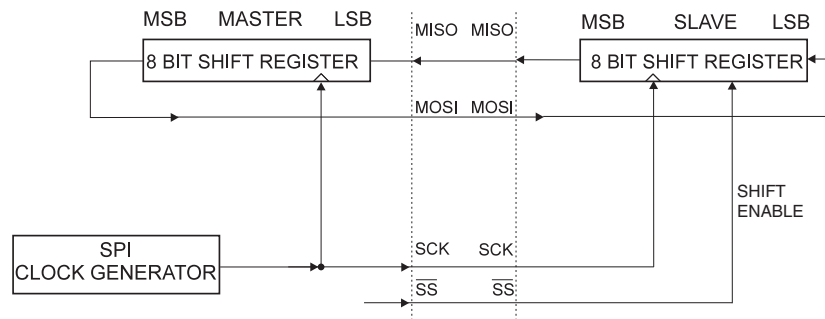 MSB MASTER LSB
MISO MISO
MSB SLAVE LSB
8 BIT SHIFT REGISTER
8 BIT SHIFT REGISTER
MOSI MOSI
SHIFT
ENABLE
SPI
CLOCK GENERATOR
SCK SCK
SS SS